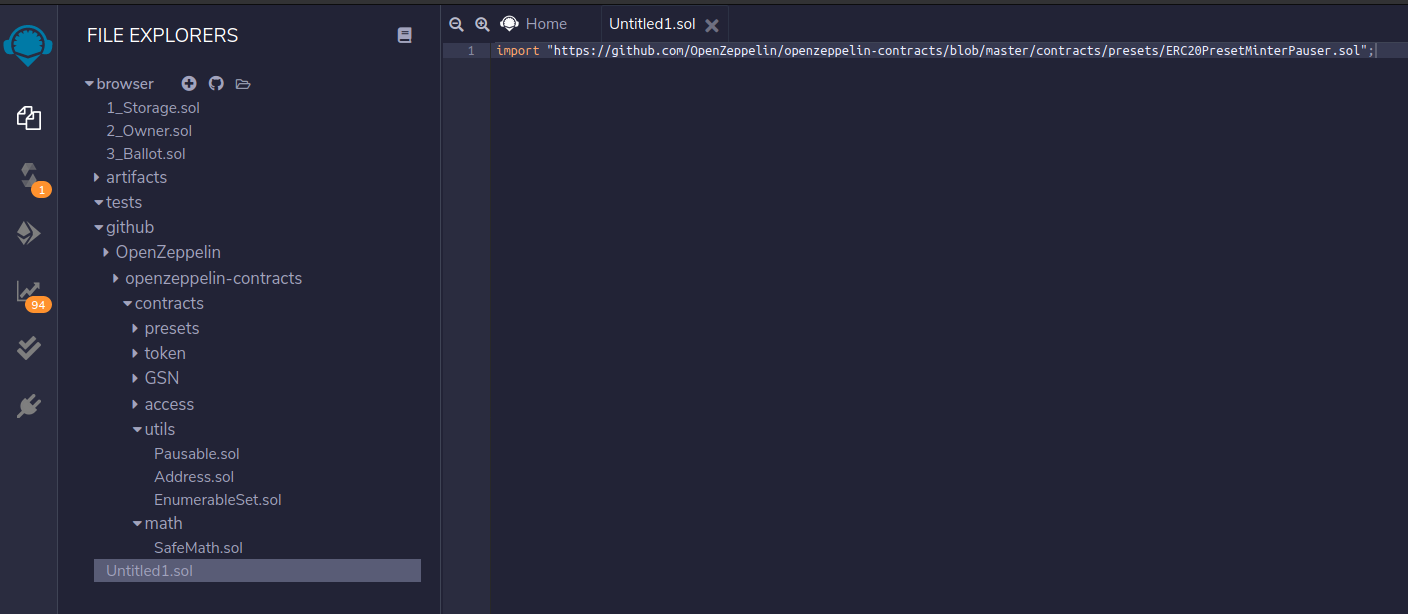 FILE EXPLORERS
browser
1_Storage.sol
2_Owner.sol
3_Ballot.sol
artifacts
tests
github
OpenZeppelin
openzeppelin-contracts
contracts
presets
token
GSN
access
utils
Pausable.sol
Address.sol
EnumerableSet.sol
math
SafeMath.sol
Untitled1.sol
1
94
Home
Untitled1.sol
1 import "https://github.com/OpenZeppelin/openzeppelin-contracts/blob/master/contracts/presets/ERC20PresetMinterPauser.sol";